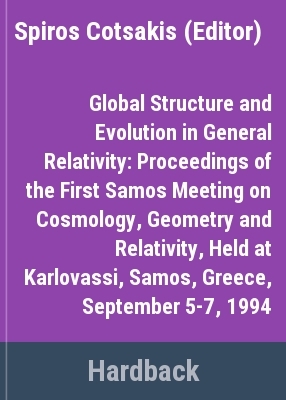 Spiros Cotsakis (Editor)
Global Structure and Evolution in General
Relativity: Proceedings of the First Samos Meeting on
Cosmology, Geometry and Relativity, Held at
Karlovassi, Samos, Greece,
September 5-7, 1994
Hardback